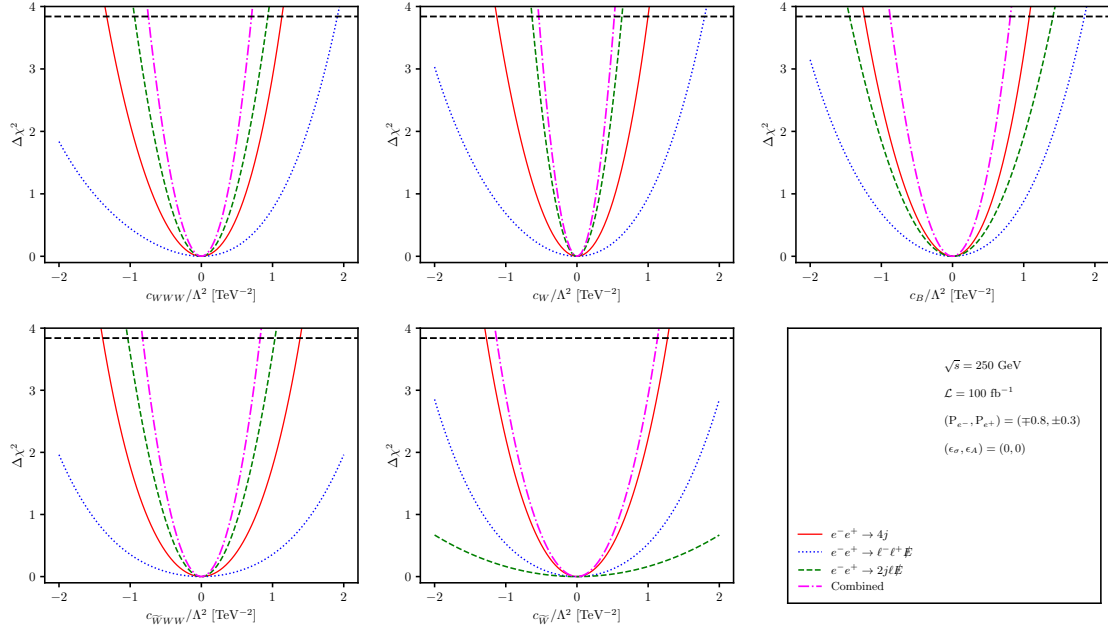 4
3
2
1
0
Δχ²
−2 −1 0 1 2
c_{WWW}/Λ² [TeV⁻²]
4
3
2
1
0
Δχ²
−2 −1 0 1 2
c_W/Λ² [TeV⁻²]
4
3
2
1
0
Δχ²
−2 −1 0 1 2
c_B/Λ² [TeV⁻²]
4
3
2
1
0
Δχ²
−2 −1 0 1 2
c_{W̃WW}/Λ² [TeV⁻²]
4
3
2
1
0
Δχ²
−2 −1 0 1 2
c_{W̃}/Λ² [TeV⁻²]
√s = 250 GeV
ℒ = 100 fb⁻¹
(P_{e⁻}, P_{e⁺}) = (∓0.8, ±0.3)
(ϵ_σ, ϵ_A) = (0, 0)
e⁻e⁺ → 4j
e⁻e⁺ → ℓ⁻ℓ⁺E̸
e⁻e⁺ → 2jℓE̸
Combined